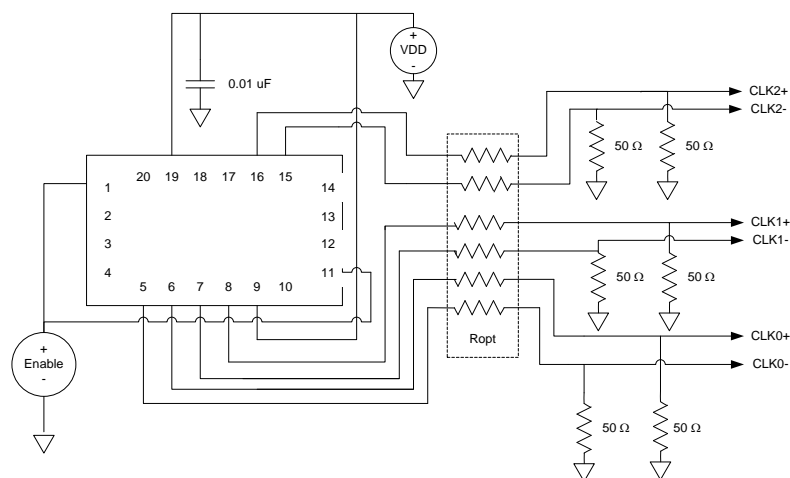 +
VDD
-
0.01 uF
CLK2+
CLK2-
50 Ω
50 Ω
20 19 18 17 16 15
1
2
3
4
14
13
12
11
5 6 7 8 9 10
CLK1+
CLK1-
50 Ω
50 Ω
Ropt
CLK0+
CLK0-
+
Enable
-
50 Ω
50 Ω